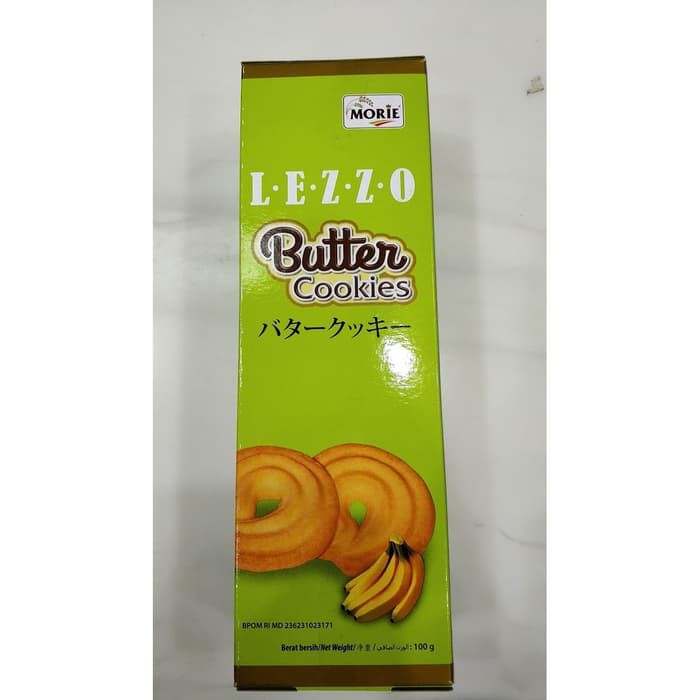 MORIE
L·E·Z·Z·O
Butter
Cookies
バタークッキー
BPOM RI MD 236231023171
Berat bersih/Net Weight/ 净重 / الوزن الصافي : 100 g